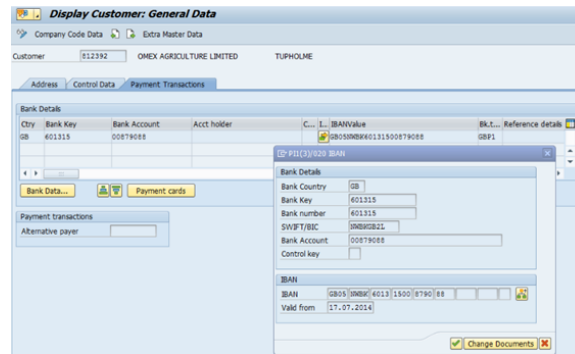 Display Customer: General Data
Company Code Data Extra Master Data
Customer 812392 OMEX AGRICULTURE LIMITED TUPHOLME
Address Control Data Payment Transactions
Bank Details
Ctry Bank Key Bank Account Acct holder C... I... IBANValue Bk.t... Reference details
GB 601315 00879088 GB05NWBK60131500879088 GBP1
PI1(3)/020 IBAN
Bank Details
Bank Country GB
Bank Key 601315
Bank number 601315
SWIFT/BIC NWBKGB2L
Bank Account 00879088
Control key
Bank Data... Payment cards
Payment transactions
Alternative payer
IBAN
IBAN GB05 NWBK 6013 1500 8790 88
Valid from 17.07.2014
Change Documents